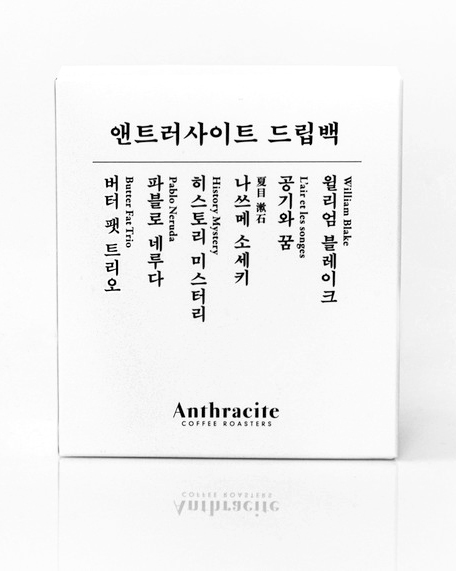 앤트러사이트 드립백
William Blake
윌리엄 블레이크
L'air et les songes
공기와 꿈
夏目 漱石
나쓰메 소세키
History Mystery
히스토리 미스터리
Pablo Neruda
파블로 네루다
Butter Fat Trio
버터 팻 트리오
Anthracite
COFFEE ROASTERS